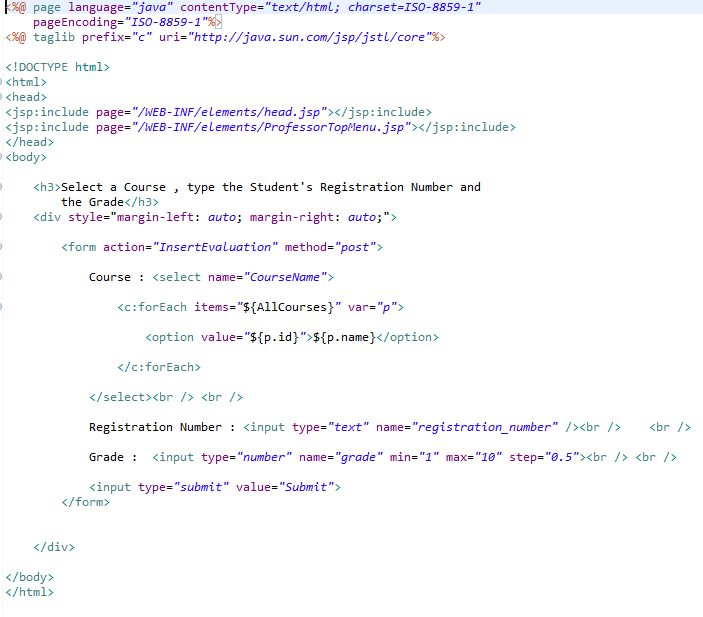 <%@ page language="java" contentType="text/html; charset=ISO-8859-1"
    pageEncoding="ISO-8859-1"%>
<%@ taglib prefix="c" uri="http://java.sun.com/jsp/jstl/core"%>
<!DOCTYPE html>
<html>
<head>
<jsp:include page="/WEB-INF/elements/head.jsp"></jsp:include>
<jsp:include page="/WEB-INF/elements/ProfessorTopMenu.jsp"></jsp:include>
</head>
<body>
    <h3>Select a Course , type the Student's Registration Number and
        the Grade</h3>
    <div style="margin-left: auto; margin-right: auto;">
        <form action="InsertEvaluation" method="post">
            Course : <select name="CourseName">
                <c:forEach items="${AllCourses}" var="p">
                    <option value="${p.id}">${p.name}</option>
                </c:forEach>
            </select><br /> <br />
            Registration Number : <input type="text" name="registration_number" /><br />    <br />
            Grade :  <input type="number" name="grade" min="1" max="10" step="0.5"><br /> <br />
            <input type="submit" value="Submit">
        </form>
    </div>
</body>
</html>